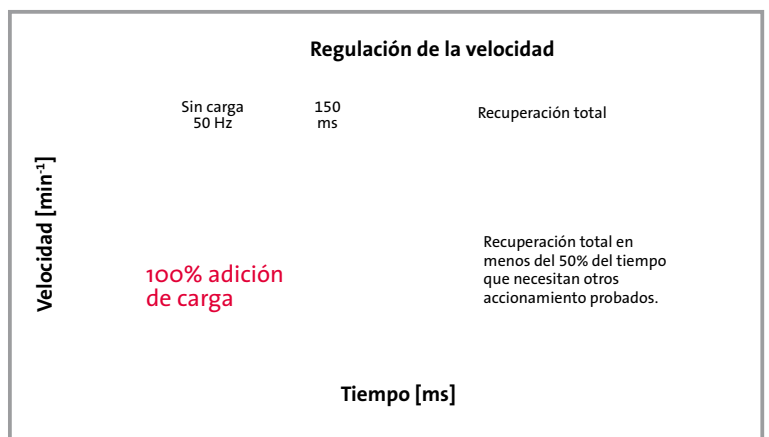 Regulación de la velocidad
Sin carga
50 Hz
150
ms
Recuperación total
Velocidad [min-1]
100% adición
de carga
Recuperación total en
menos del 50% del tiempo
que necesitan otros
accionamiento probados.
Tiempo [ms]